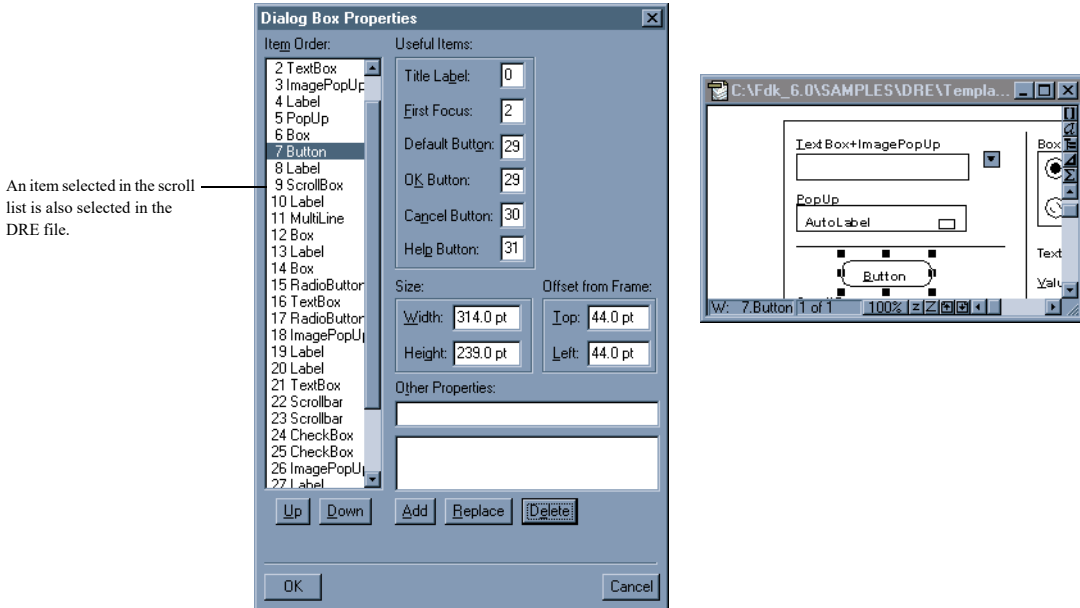 An item selected in the scroll
list is also selected in the
DRE file.
Dialog Box Properties
Item Order:
2 TextBox
3 ImagePopUp
4 Label
5 PopUp
6 Box
7 Button
8 Label
9 ScrollBox
10 Label
11 MultiLine
12 Box
13 Label
14 Box
15 RadioButton
16 TextBox
17 RadioButton
18 ImagePopUp
19 Label
20 Label
21 TextBox
22 Scrollbar
23 Scrollbar
24 CheckBox
25 CheckBox
26 ImagePopUp
27 Label
Up Down
Useful Items:
Title Label: 0
First Focus: 2
Default Button: 29
OK Button: 29
Cancel Button: 30
Help Button: 31
Size:
Width: 314.0 pt
Height: 239.0 pt
Offset from Frame:
Top: 44.0 pt
Left: 44.0 pt
Other Properties:
Add Replace Delete
OK Cancel
C:\Fdk_6.0\SAMPLES\DRE\Templa...
TextBox+ImagePopUp
PopUp
AutoLabel
Button
Box
Text
Valu
W: 7.Button 1 of 1 100% z Z